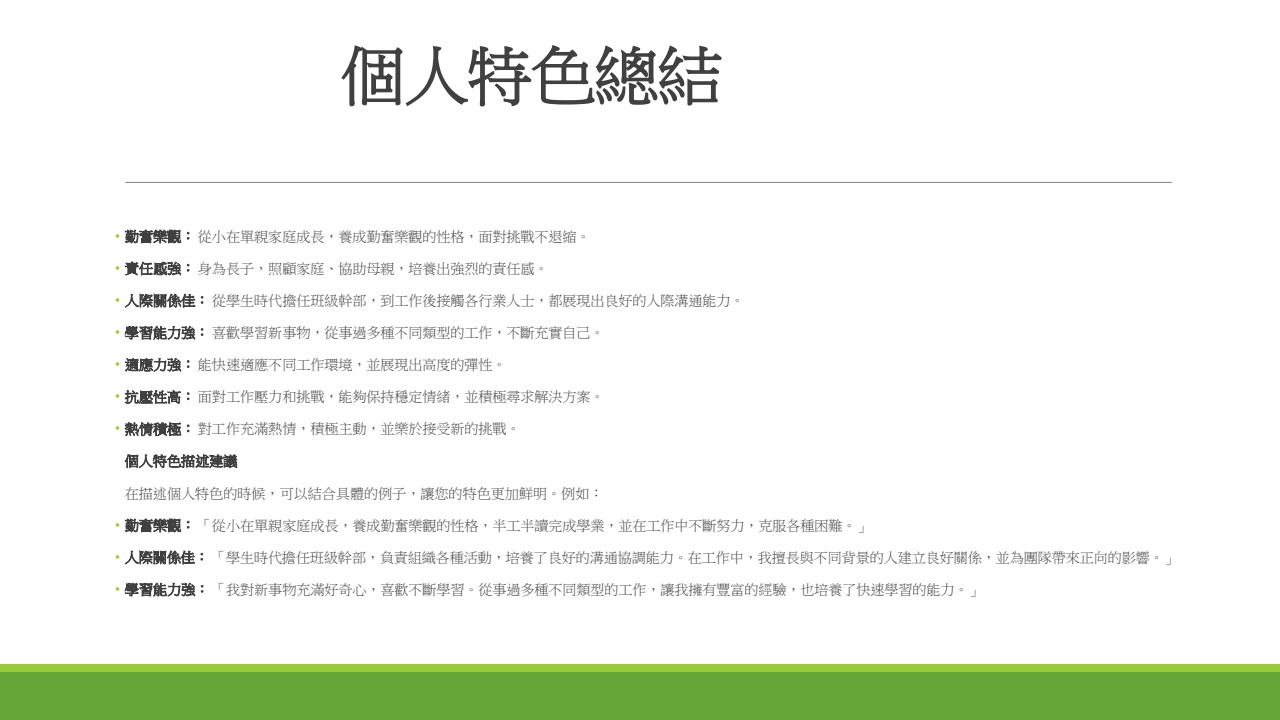 個人特色總結
• 勤奮樂觀： 從小在單親家庭成長，養成勤奮樂觀的性格，面對挑戰不退縮。
• 責任感強： 身為長子，照顧家庭、協助母親，培養出強烈的責任感。
• 人際關係佳： 從學生時代擔任班級幹部，到工作後接觸各行業人士，都展現出良好的人際溝通能力。
• 學習能力強： 喜歡學習新事物，從事過多種不同類型的工作，不斷充實自己。
• 適應力強： 能快速適應不同工作環境，並展現出高度的彈性。
• 抗壓性高： 面對工作壓力和挑戰，能夠保持穩定情緒，並積極尋求解決方案。
• 熱情積極： 對工作充滿熱情，積極主動，並樂於接受新的挑戰。
個人特色描述建議
在描述個人特色的時候，可以結合具體的例子，讓您的特色更加鮮明。例如：
• 勤奮樂觀：「從小在單親家庭成長，養成勤奮樂觀的性格，半工半讀完成學業，並在工作中不斷努力，克服各種困難。」
• 人際關係佳： 「學生時代擔任班級幹部，負責組織各種活動，培養了良好的溝通協調能力。在工作中，我擅長與不同背景的人建立良好關係，並為團隊帶來正向的影響。」
• 學習能力強： 「我對新事物充滿好奇心，喜歡不斷學習。從事過多種不同類型的工作，讓我擁有豐富的經驗，也培養了快速學習的能力。」